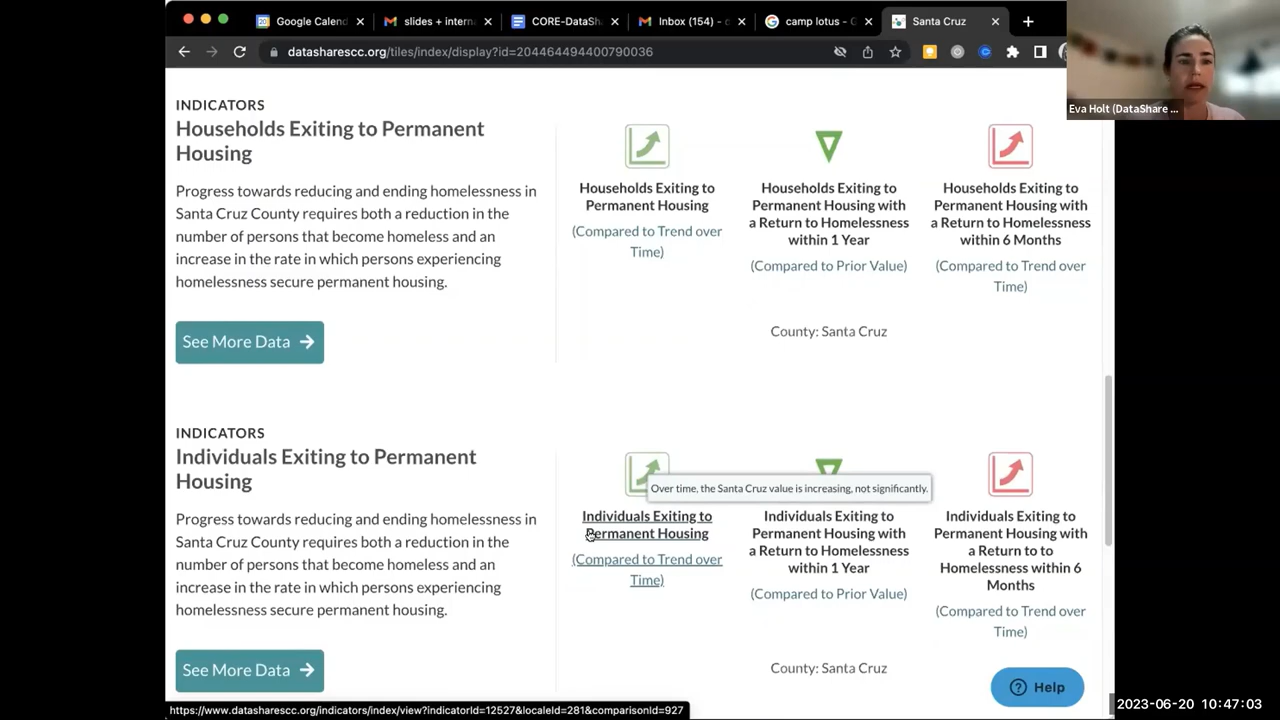 Google Calend
slides + intern
CORE-DataSha
Inbox (154) - c
camp lotus - G
Santa Cruz
datasharescc.org/tiles/index/display?id=204464494400790036
Eva Holt (DataShare ...
INDICATORS
Households Exiting to Permanent
Housing
Progress towards reducing and ending homelessness in
Santa Cruz County requires both a reduction in the
number of persons that become homeless and an
increase in the rate in which persons experiencing
homelessness secure permanent housing.
See More Data
Households Exiting to
Permanent Housing
(Compared to Trend over
Time)
Households Exiting to
Permanent Housing with
a Return to Homelessness
within 1 Year
(Compared to Prior Value)
Households Exiting to
Permanent Housing with
a Return to Homelessness
within 6 Months
(Compared to Trend over
Time)
County: Santa Cruz
INDICATORS
Individuals Exiting to Permanent
Housing
Progress towards reducing and ending homelessness in
Santa Cruz County requires both a reduction in the
number of persons that become homeless and an
increase in the rate in which persons experiencing
homelessness secure permanent housing.
See More Data
Over time, the Santa Cruz value is increasing, not significantly.
Individuals Exiting to
Permanent Housing
(Compared to Trend over
Time)
Individuals Exiting to
Permanent Housing with
a Return to Homelessness
within 1 Year
(Compared to Prior Value)
Individuals Exiting to
Permanent Housing with
a Return to to
Homelessness within 6
Months
(Compared to Trend over
Time)
County: Santa Cruz
Help
https://www.datasharescc.org/indicators/index/view?indicatorId=12527&localeId=281&comparisonId=927
2023-06-20 10:47:03